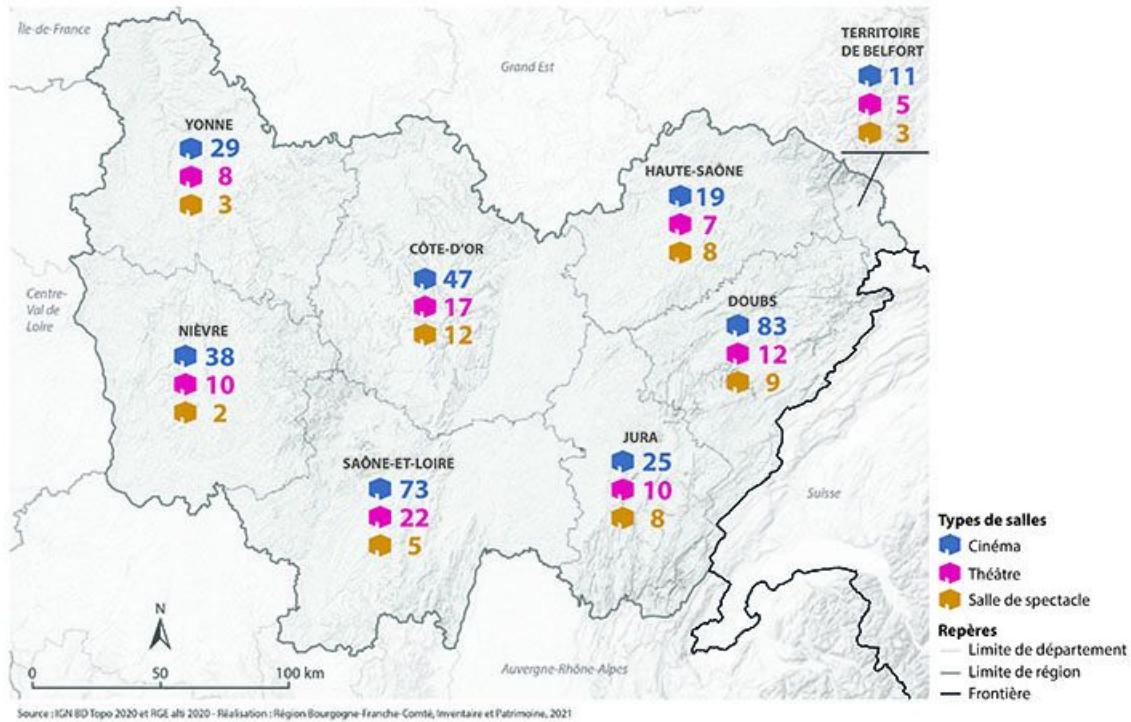 Île-de-France
Grand Est
TERRITOIRE
DE BELFORT
11
5
3
YONNE
29
8
3
HAUTE-SAÔNE
19
7
8
CÔTE-D'OR
47
17
12
Centre-
Val de
Loire
NIÈVRE
38
10
2
DOUBS
83
12
9
SAÔNE-ET-LOIRE
73
22
5
JURA
25
10
8
Suisse
Auvergne-Rhône-Alpes
N
0 50 100 km
Types de salles
Cinéma
Théâtre
Salle de spectacle
Repères
Limite de département
Limite de région
Frontière
Source : IGN BD Topo 2020 et RGE alti 2020 - Réalisation : Région Bourgogne-Franche-Comté, Inventaire et Patrimoine, 2021